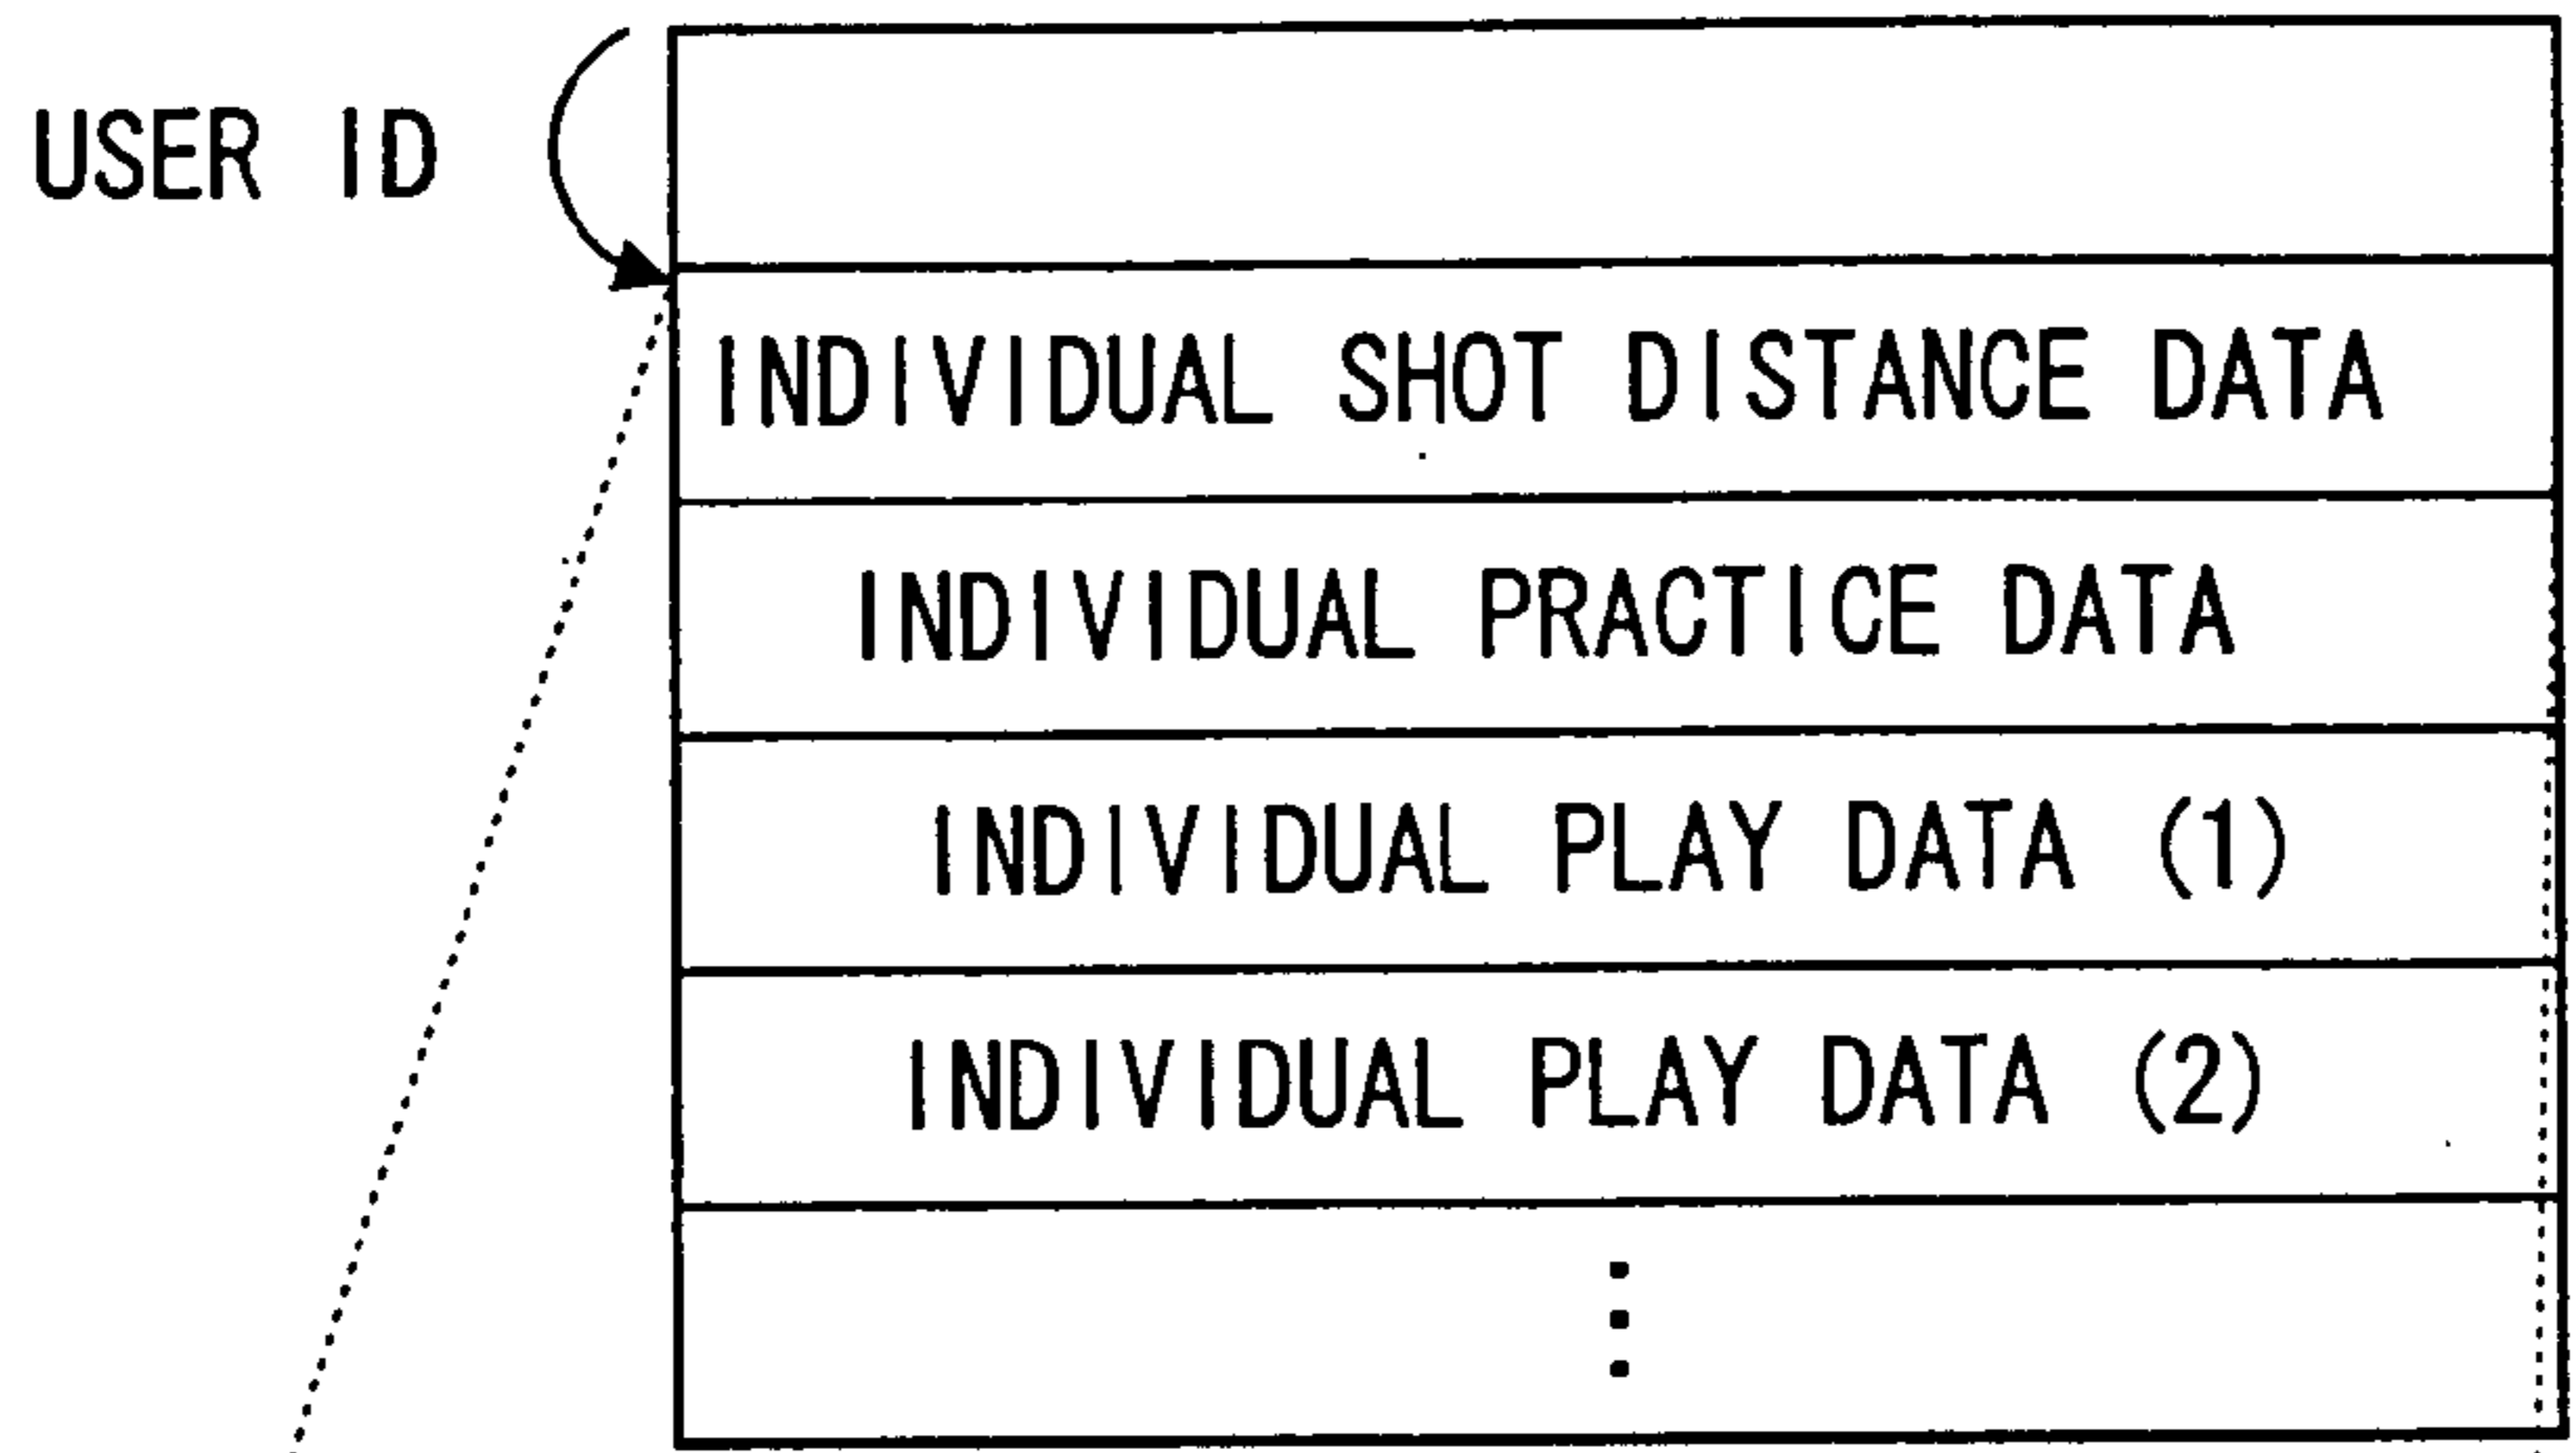 USER ID
INDIVIDUAL SHOT DISTANCE DATA
INDIVIDUAL PRACTICE DATA
INDIVIDUAL PLAY DATA (1)
INDIVIDUAL PLAY DATA (2)